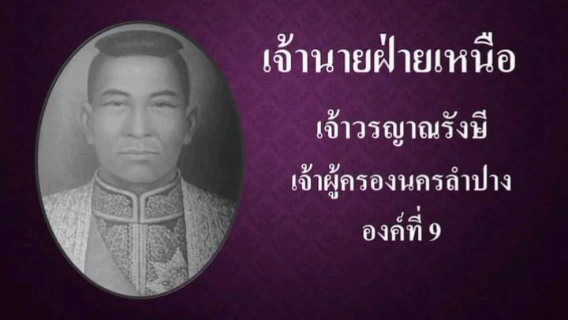 เจ้านายฝ่ายเหนือ
เจ้าวรญาณรังษี
เจ้าผู้ครองนครลำปาง
องค์ที่ 9